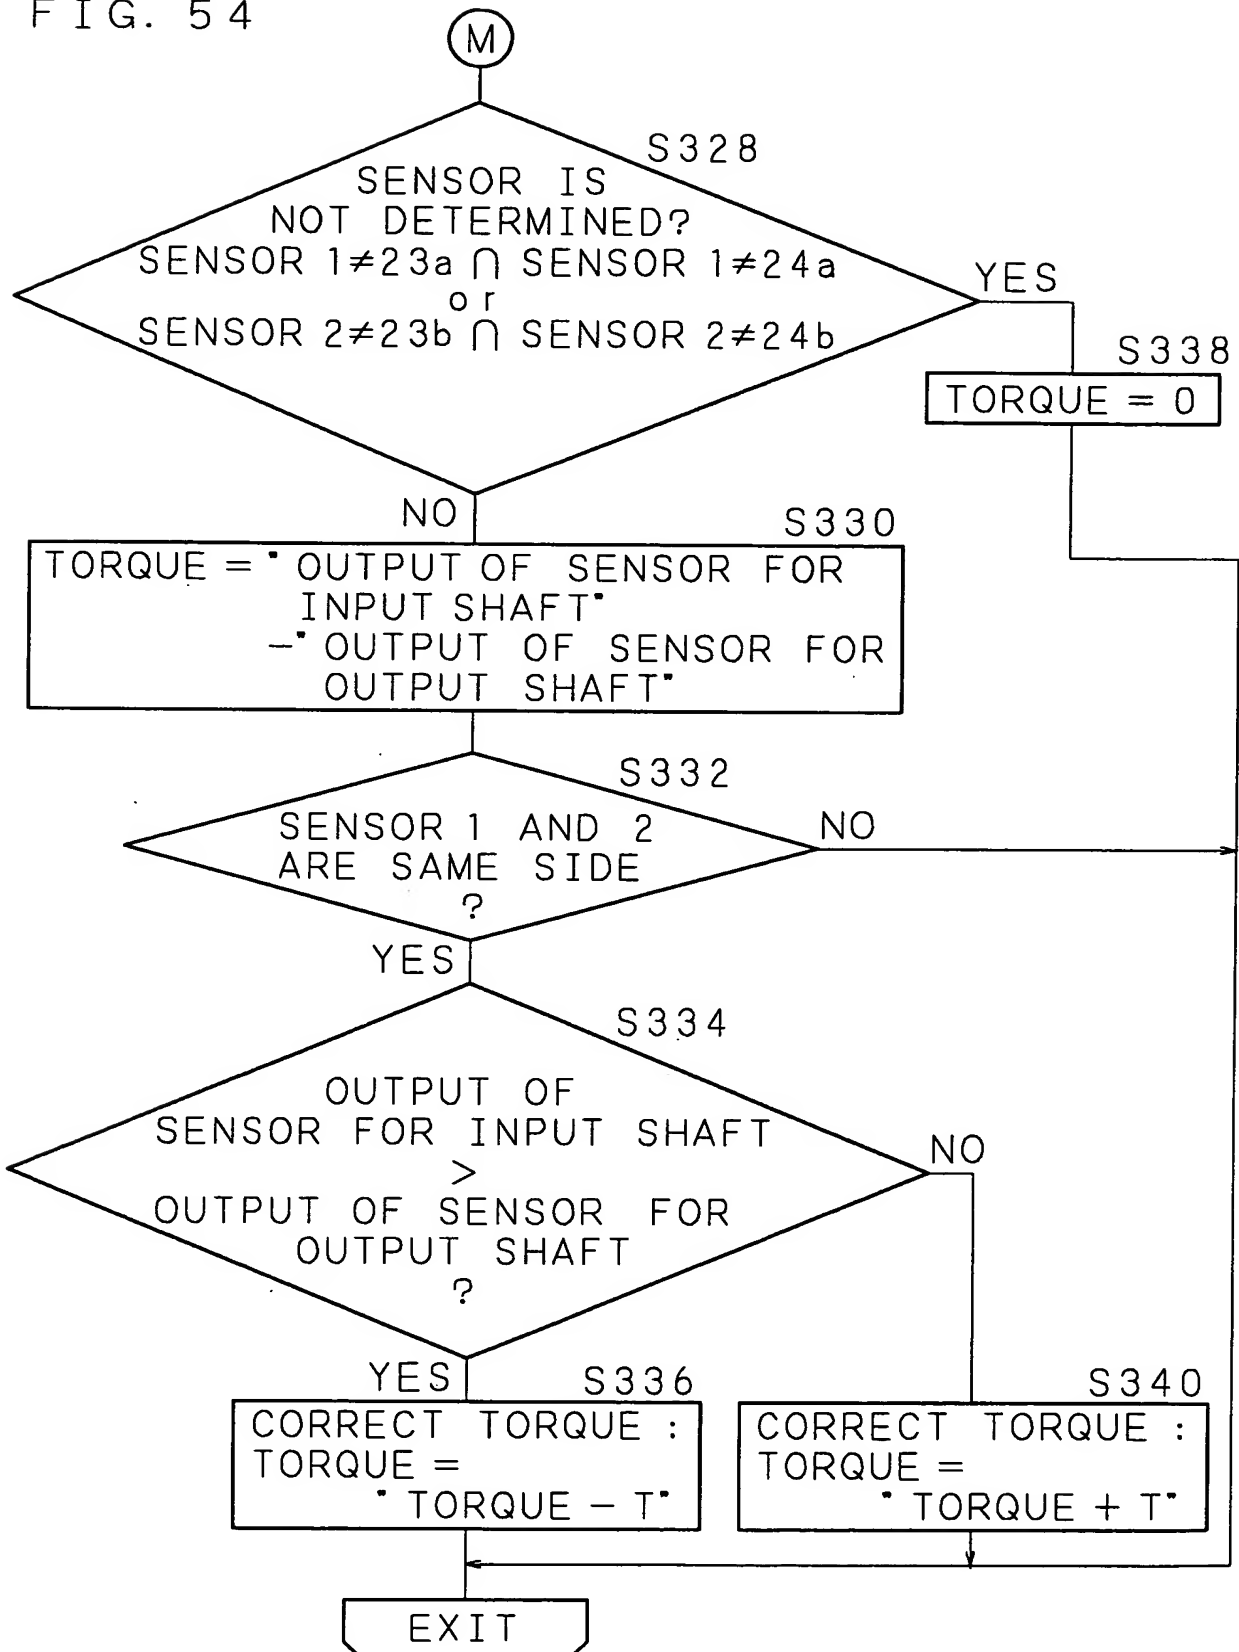 FIG. 54
M
S328
SENSOR IS
NOT DETERMINED?
SENSOR 1≠23a ∩ SENSOR 1≠24a
or
SENSOR 2≠23b ∩ SENSOR 2≠24b
YES
S338
TORQUE = 0
NO
S330
TORQUE = " OUTPUT OF SENSOR FOR
INPUT SHAFT"
−" OUTPUT OF SENSOR FOR
OUTPUT SHAFT"
S332
SENSOR 1 AND 2
ARE SAME SIDE
?
NO
YES
S334
OUTPUT OF
SENSOR FOR INPUT SHAFT
>
OUTPUT OF SENSOR FOR
OUTPUT SHAFT
?
NO
YES
S336
CORRECT TORQUE :
TORQUE =
" TORQUE − T"
S340
CORRECT TORQUE :
TORQUE =
" TORQUE + T"
EXIT